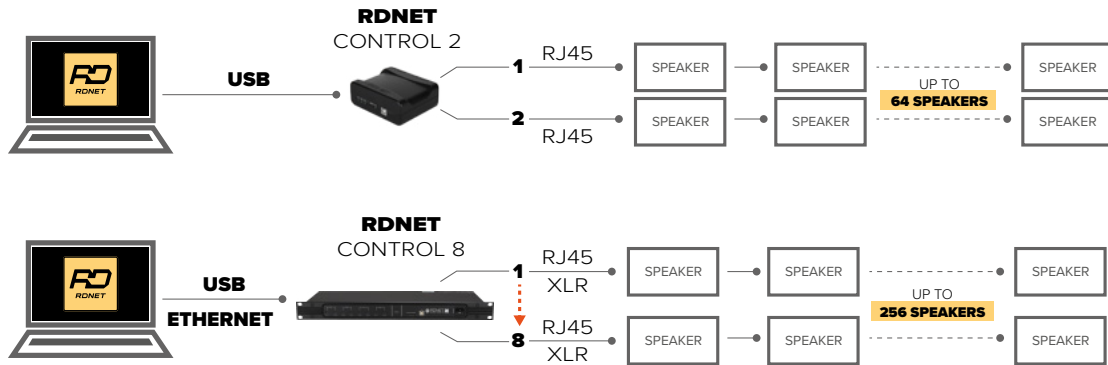 RDNET
CONTROL 2
RD
RDNET
USB
1
RJ45
SPEAKER
SPEAKER
SPEAKER
UP TO
64 SPEAKERS
2
RJ45
SPEAKER
SPEAKER
SPEAKER
RDNET
CONTROL 8
RD
RDNET
USB
ETHERNET
1
RJ45
XLR
SPEAKER
SPEAKER
SPEAKER
UP TO
256 SPEAKERS
8
RJ45
XLR
SPEAKER
SPEAKER
SPEAKER